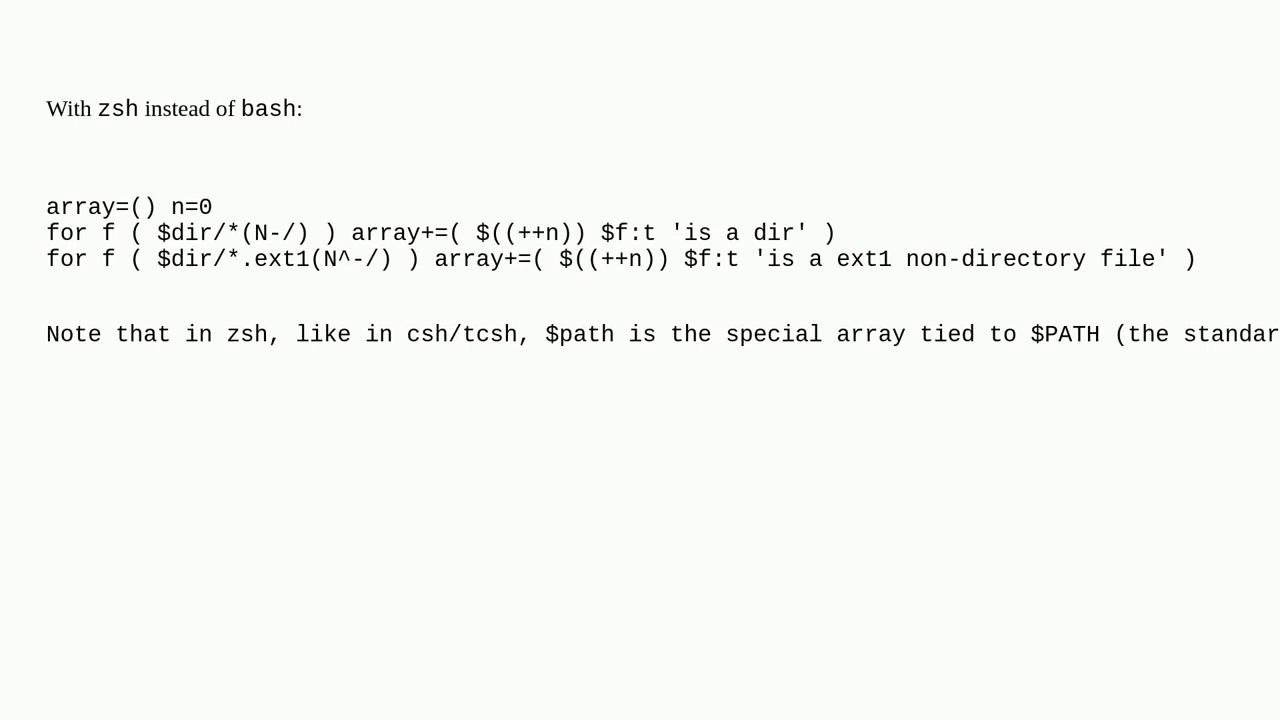 With zsh instead of bash:
array=() n=0
for f ( $dir/*(N-/) ) array+=( $((++n)) $f:t 'is a dir' )
for f ( $dir/*.ext1(N^-/) ) array+=( $((++n)) $f:t 'is a ext1 non-directory file' )
Note that in zsh, like in csh/tcsh, $path is the special array tied to $PATH (the